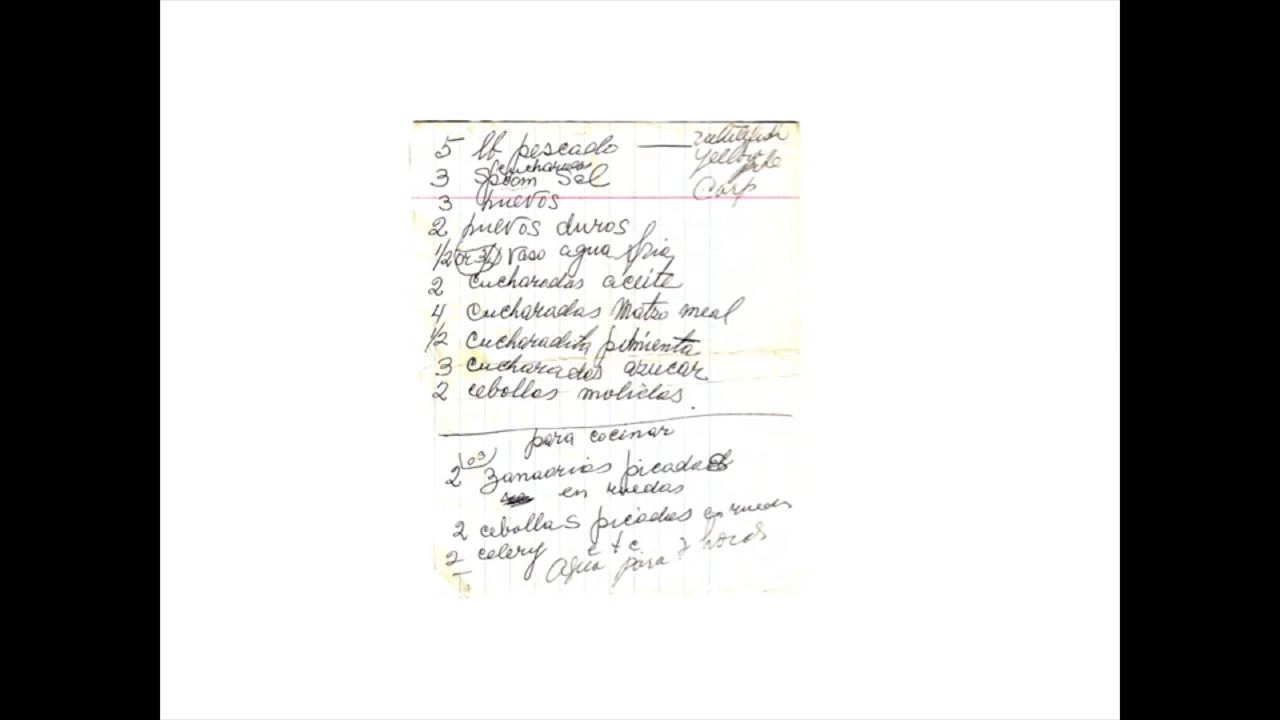 5 lb pescado — whitefish
yellow pike
Carp
cucharadas
3 Spoom Sal
3 huevos
2 huevos duros
1/2 (or 3/4) vaso agua fria
2 cucharadas aceite
4 cucharadas Matzo meal
1/2 cucharadita pimienta
3 cucharadas azucar
2 cebollas molidas.
para cocinar
2 (o 3) Zanaorias picadas
en ruedas
2 cebollas picadas en ruedas
2 celery etc
Agua para 2 horas